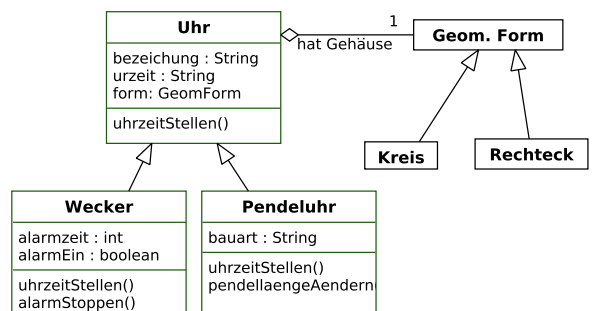 Uhr
bezeichung : String
urzeit : String
form: GeomForm
uhrzeitStellen()
1
hat Gehäuse
Geom. Form
Kreis
Rechteck
Wecker
alarmzeit : int
alarmEin : boolean
uhrzeitStellen()
alarmStoppen()
Pendeluhr
bauart : String
uhrzeitStellen()
pendellaengeAendern(